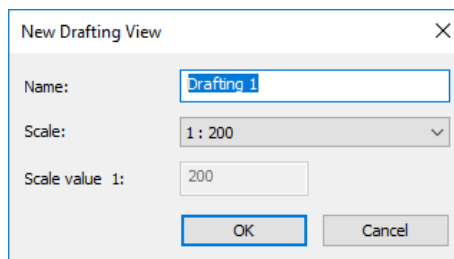 New Drafting View
Name: Drafting 1
Scale: 1 : 200
Scale value 1: 200
OK Cancel